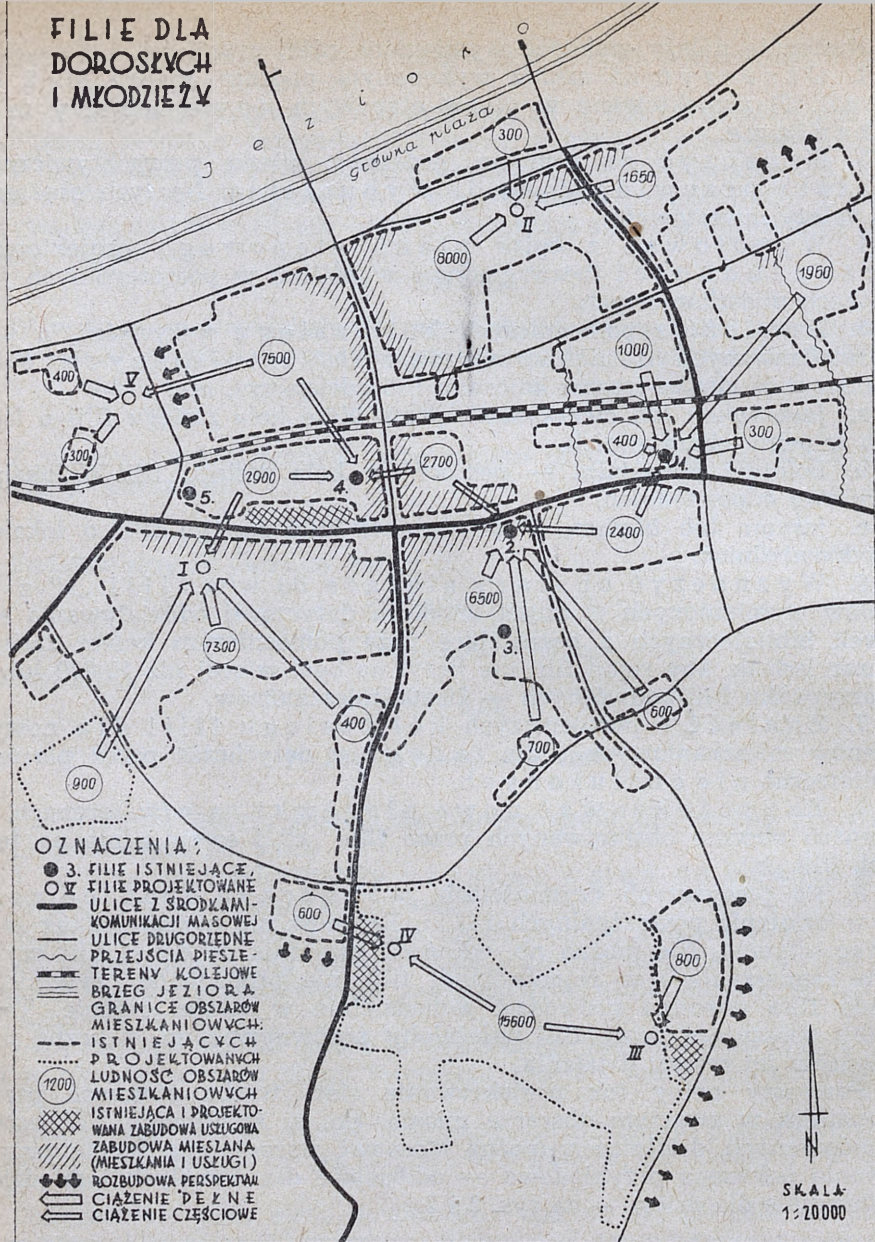 FILIE DLA
DOROSŁYCH
I MŁODZIEŻY
Jezioro
główna plaża
300
1650
II
8000
1950
400
V
7500
1000
300
400
300
1.
2900
4.
2700
5.
2400
2.
I
6500
7300
3.
400
600
700
900
OZNACZENIA:
3. FILIE ISTNIEJĄCE,
V FILIE PROJEKTOWANE
ULICE Z ŚRODKAMI-
KOMUNIKACJI MASOWEJ
ULICE DRUGORZĘDNE
PRZEJŚCIA PIESZE-
TERENY KOLEJOWE
BRZEG JEZIORA
GRANICE OBSZARÓW
MIESZKANIOWYCH:
ISTNIEJĄCYCH
PROJEKTOWANYCH
1200 LUDNOŚĆ OBSZARÓW
MIESZKANIOWYCH
ISTNIEJĄCA I PROJEKTO-
WANA ZABUDOWA USŁUGOWA
ZABUDOWA MIESZANA
(MIESZKANIA I USŁUGI)
ROZBUDOWA PERSPEKTYW.
CIĄŻENIE PEŁNE
CIĄŻENIE CZĘŚCIOWE
600
IV
800
15600
III
N
SKALA
1:20000